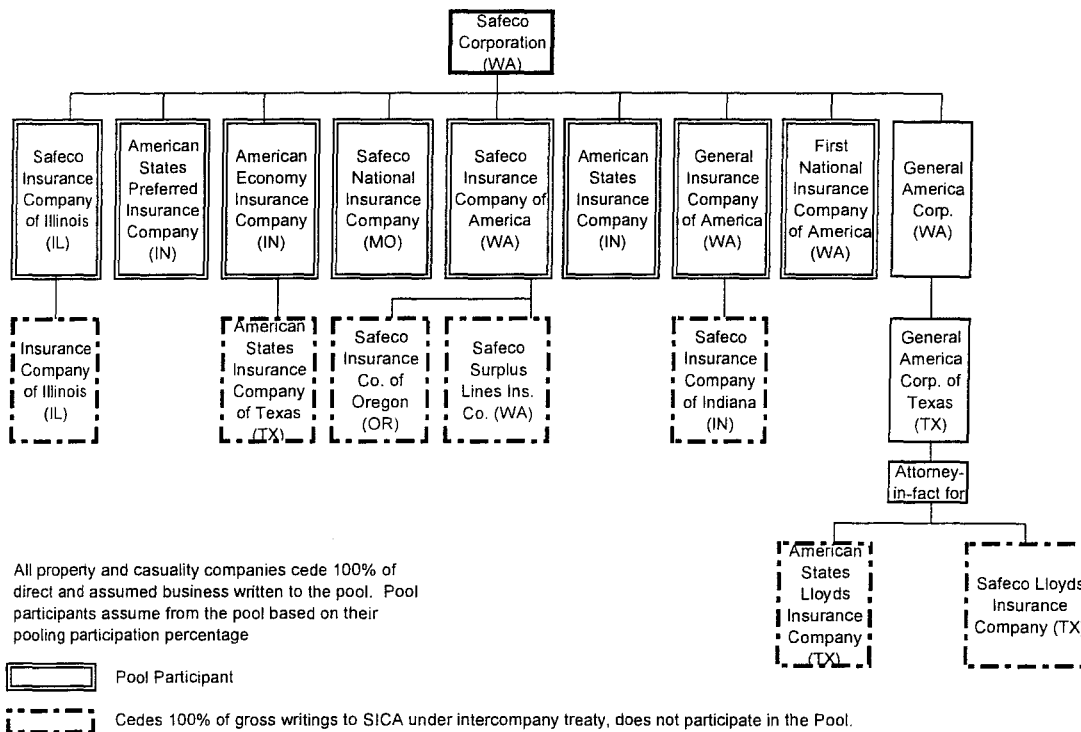 Safeco
Corporation
(WA)
Safeco
Insurance
Company
of Illinois
(IL)
American
States
Preferred
Insurance
Company
(IN)
American
Economy
Insurance
Company
(IN)
Safeco
National
Insurance
Company
(MO)
Safeco
Insurance
Company of
America
(WA)
American
States
Insurance
Company
(IN)
General
Insurance
Company
of America
(WA)
First
National
Insurance
Company
of America
(WA)
General
America
Corp.
(WA)
Insurance
Company
of Illinois
(IL)
American
States
Insurance
Company
of Texas
(TX)
Safeco
Insurance
Co. of
Oregon
(OR)
Safeco
Surplus
Lines Ins.
Co. (WA)
Safeco
Insurance
Company
of Indiana
(IN)
General
America
Corp. of
Texas
(TX)
Attorney-
in-fact for
American
States
Lloyds
Insurance
Company
(TX)
Safeco Lloyds
Insurance
Company (TX
All property and casuality companies cede 100% of
direct and assumed business written to the pool. Pool
participants assume from the pool based on their
pooling participation percentage
Pool Participant
Cedes 100% of gross writings to SICA under intercompany treaty, does not participate in the Pool.